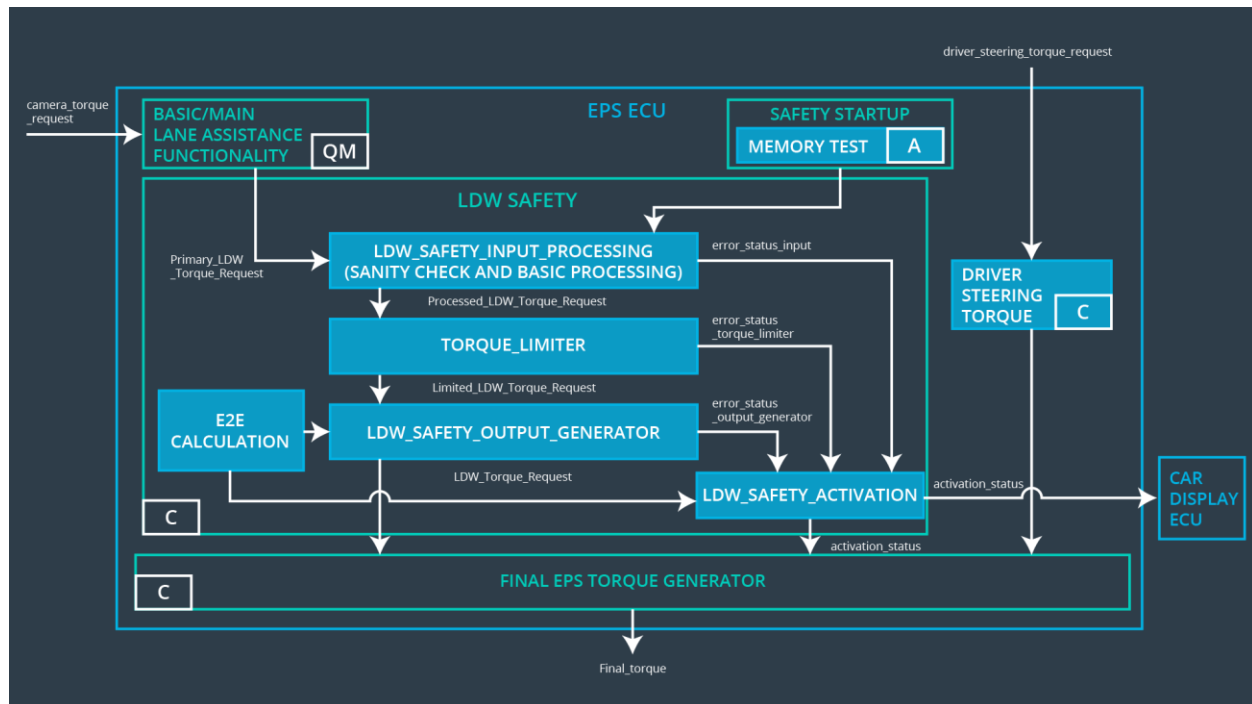 driver_steering_torque_request
camera_torque
_request
EPS ECU
BASIC/MAIN
LANE ASSISTANCE
FUNCTIONALITY
QM
SAFETY STARTUP
MEMORY TEST
A
LDW SAFETY
Primary_LDW
_Torque_Request
LDW_SAFETY_INPUT_PROCESSING
(SANITY CHECK AND BASIC PROCESSING)
error_status_input
DRIVER
STEERING
TORQUE
C
Processed_LDW_Torque_Request
TORQUE_LIMITER
error_status
_torque_limiter
Limited_LDW_Torque_Request
E2E
CALCULATION
LDW_SAFETY_OUTPUT_GENERATOR
error_status
_output_generator
LDW_Torque_Request
LDW_SAFETY_ACTIVATION
activation_status
CAR
DISPLAY
ECU
C
activation_status
FINAL EPS TORQUE GENERATOR
C
Final_torque